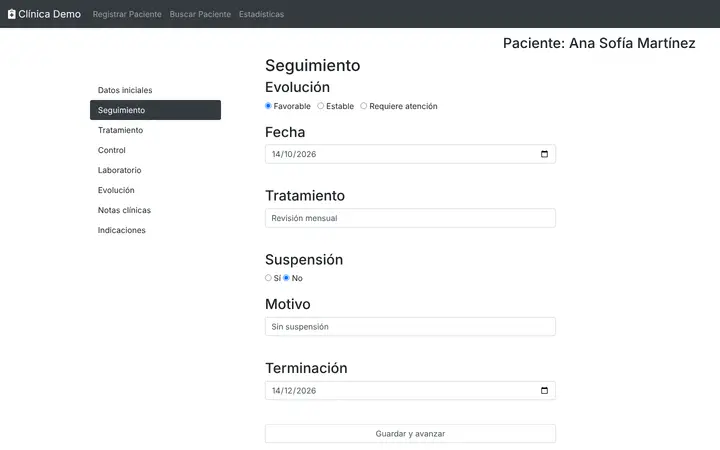 Clínica Demo Registrar Paciente Buscar Paciente Estadísticas
Paciente: Ana Sofía Martínez
Datos iniciales
Seguimiento
Tratamiento
Control
Laboratorio
Evolución
Notas clínicas
Indicaciones
Seguimiento
Evolución
Favorable Estable Requiere atención
Fecha
14/10/2026
Tratamiento
Revisión mensual
Suspensión
Sí No
Motivo
Sin suspensión
Terminación
14/12/2026
Guardar y avanzar